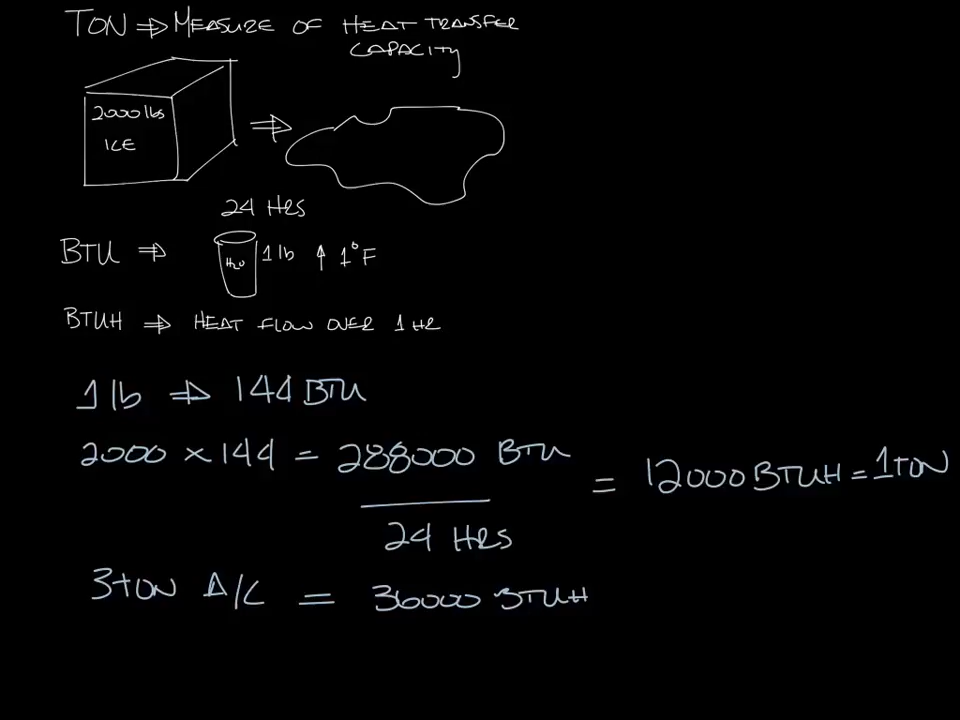 TON ⇒ MEASURE OF HEAT TRANSFER
CAPACITY
2000 lbs
ICE
⇒
24 HRS
BTU ⇒ H₂O 1 lb ↑ 1°F
BTUH ⇒ HEAT FLOW OVER 1 HR
1 lb ⇒ 144 BTU
2000 × 144 = 288000 BTU
= 12000 BTUH = 1 TON
24 HRS
3 TON A/C = 36000 BTUH